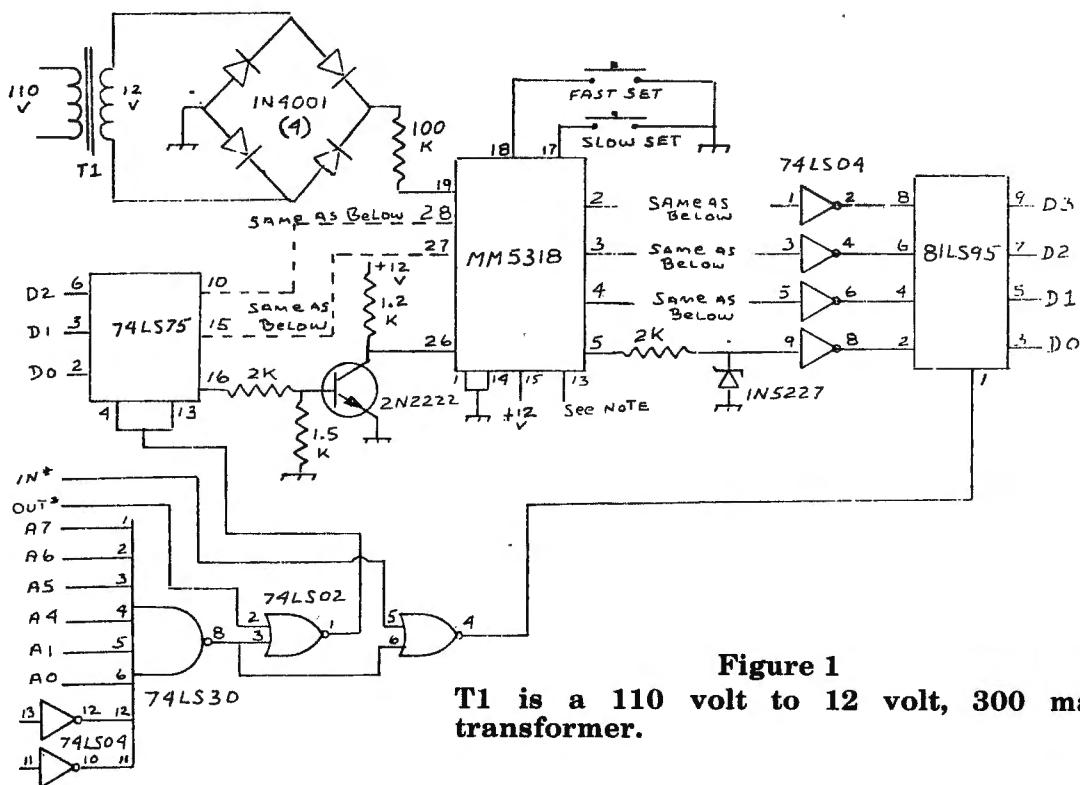 110
V
12
V
T1
1N4001
(4)
100
K
19
18
17
FAST SET
SLOW SET
SAME AS BELOW
28
27
MM5318
2
SAME AS
BELOW
3
SAME AS
BELOW
4
SAME AS
BELOW
5
2K
1N5227
74LS04
1
2
3
4
5
6
9
8
8
6
4
2
81LS95
9
D3
7
D2
5
D1
3
D0
1
D2
6
D1
3
D0
2
74LS75
10
15
16
4
13
SAME AS
BELOW
2K
1.5
K
+12
V
1.2
K
2N2222
26
1
14
15
13
+12
V
See NOTE
IN*
OUT*
A7
1
A6
2
A5
3
A4
4
A1
5
A0
6
8
74LS30
13
12
12
74LS04
11
10
11
74LS02
2
3
1
5
6
4
Figure 1
T1 is a 110 volt to 12 volt, 300 ma
transformer.